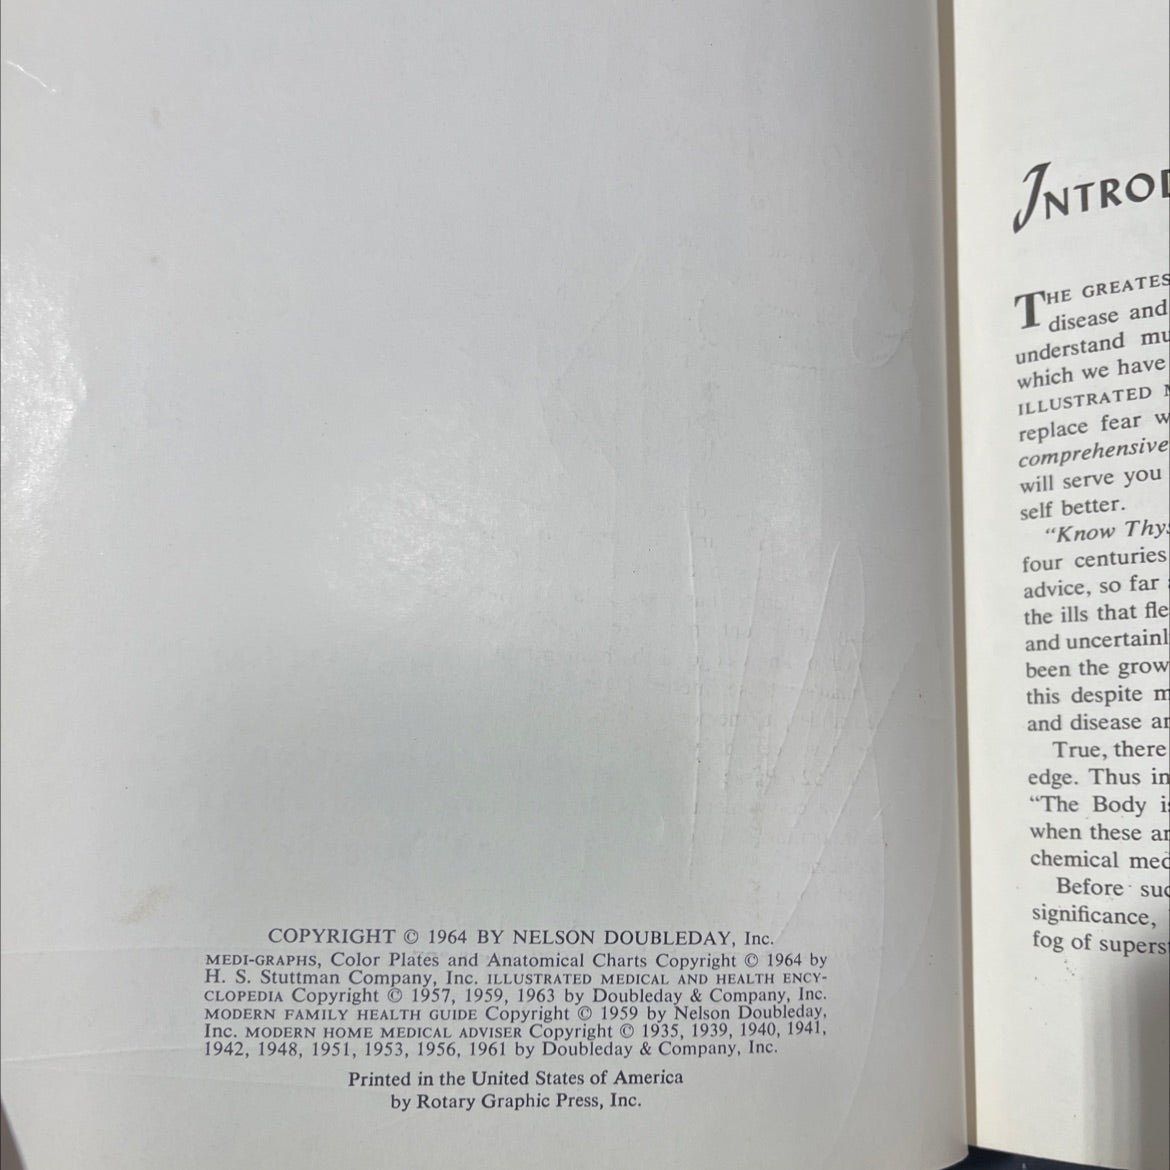 COPYRIGHT © 1964 BY NELSON DOUBLEDAY, Inc.
MEDI-GRAPHS, Color Plates and Anatomical Charts Copyright © 1964 by
H. S. Stuttman Company, Inc. ILLUSTRATED MEDICAL AND HEALTH ENCY-
CLOPEDIA Copyright © 1957, 1959, 1963 by Doubleday & Company, Inc.
MODERN FAMILY HEALTH GUIDE Copyright © 1959 by Nelson Doubleday,
Inc. MODERN HOME MEDICAL ADVISER Copyright © 1935, 1939, 1940, 1941,
1942, 1948, 1951, 1953, 1956, 1961 by Doubleday & Company, Inc.
Printed in the United States of America
by Rotary Graphic Press, Inc.
INTROD
THE GREATES
disease and
understand mu
which we have
ILLUSTRATED
replace fear w
comprehensive
will serve you
self better.
"Know Thys
four centuries
advice, so far
the ills that fle
and uncertainl
been the grow
this despite m
and disease ar
True, there
edge. Thus in
"The Body is
when these ar
chemical med
Before suc
significance,
fog of supers